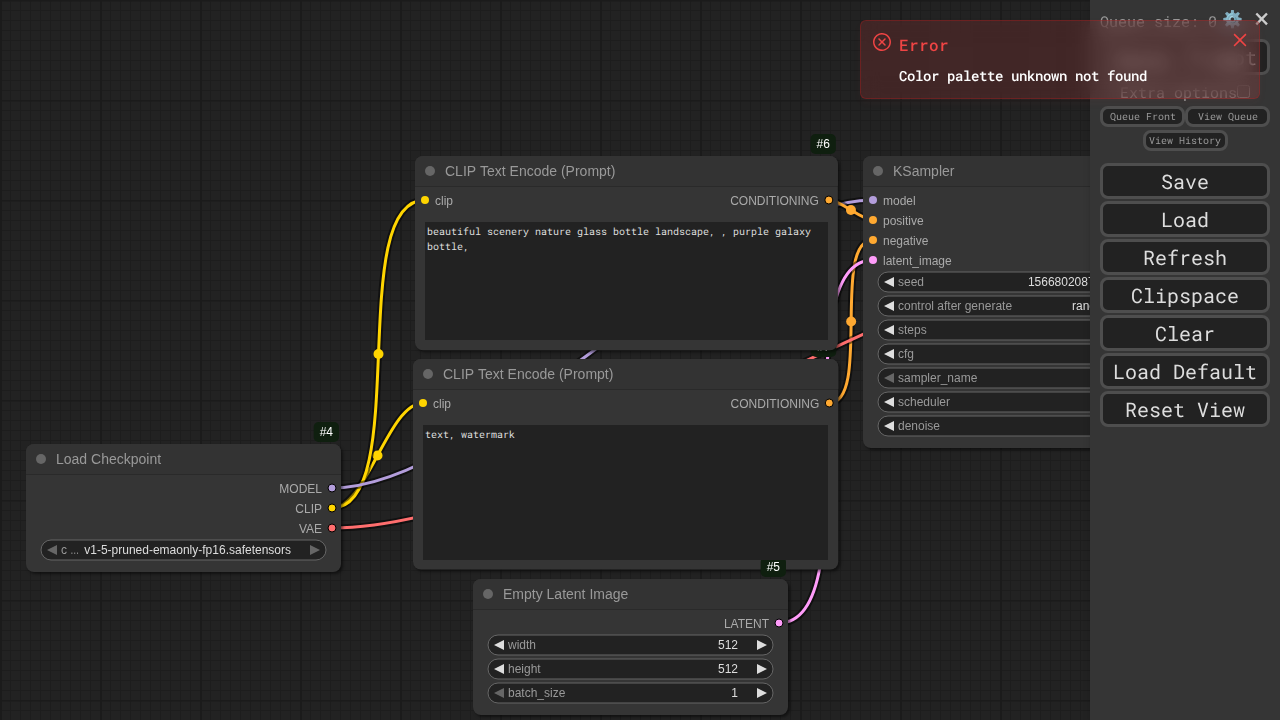 Queue size: 0
Error
Color palette unknown not found
Extra options
Queue Front
View Queue
View History
Save
Load
Refresh
Clipspace
Clear
Load Default
Reset View
#6
CLIP Text Encode (Prompt)
clip
CONDITIONING
beautiful scenery nature glass bottle landscape, , purple galaxy
bottle,
KSampler
model
positive
negative
latent_image
seed
1566802087
control after generate
steps
cfg
sampler_name
scheduler
denoise
CLIP Text Encode (Prompt)
clip
CONDITIONING
text, watermark
#4
Load Checkpoint
MODEL
CLIP
VAE
c ... v1-5-pruned-emaonly-fp16.safetensors
#5
Empty Latent Image
LATENT
width 512
height 512
batch_size 1